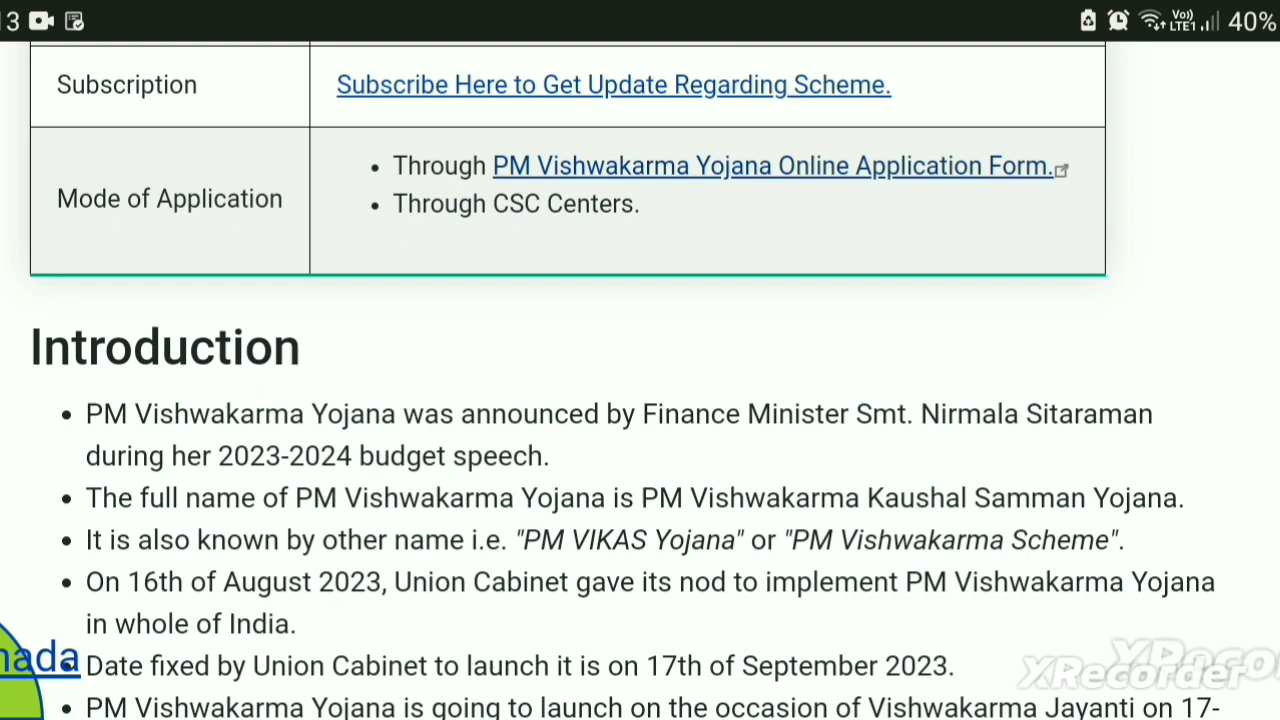 13 Vo) LTE1 40%
Subscription Subscribe Here to Get Update Regarding Scheme.
Mode of Application
• Through PM Vishwakarma Yojana Online Application Form.
• Through CSC Centers.
Introduction
• PM Vishwakarma Yojana was announced by Finance Minister Smt. Nirmala Sitaraman
during her 2023-2024 budget speech.
• The full name of PM Vishwakarma Yojana is PM Vishwakarma Kaushal Samman Yojana.
• It is also known by other name i.e. "PM VIKAS Yojana" or "PM Vishwakarma Scheme".
• On 16th of August 2023, Union Cabinet gave its nod to implement PM Vishwakarma Yojana
in whole of India.
nada
• Date fixed by Union Cabinet to launch it is on 17th of September 2023.
XRecorder
• PM Vishwakarma Yojana is going to launch on the occasion of Vishwakarma Jayanti on 17-